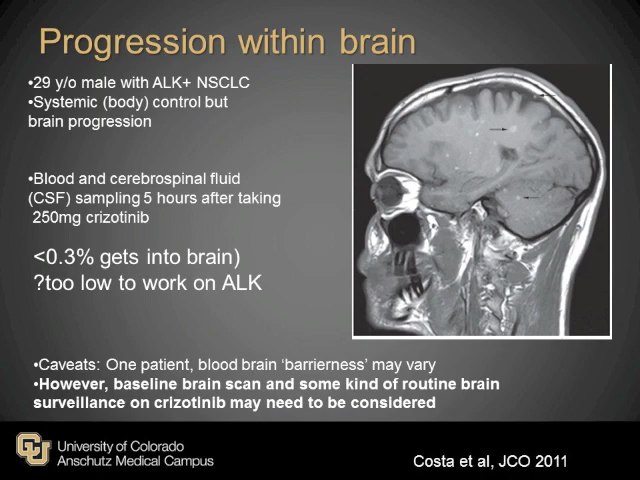 Progression within brain
•29 y/o male with ALK+ NSCLC
•Systemic (body) control but
brain progression
•Blood and cerebrospinal fluid
(CSF) sampling 5 hours after taking
250mg crizotinib
<0.3% gets into brain)
?too low to work on ALK
•Caveats: One patient, blood brain ‘barrierness’ may vary
•However, baseline brain scan and some kind of routine brain
surveillance on crizotinib may need to be considered
CU
University of Colorado
Anschutz Medical Campus
Costa et al, JCO 2011